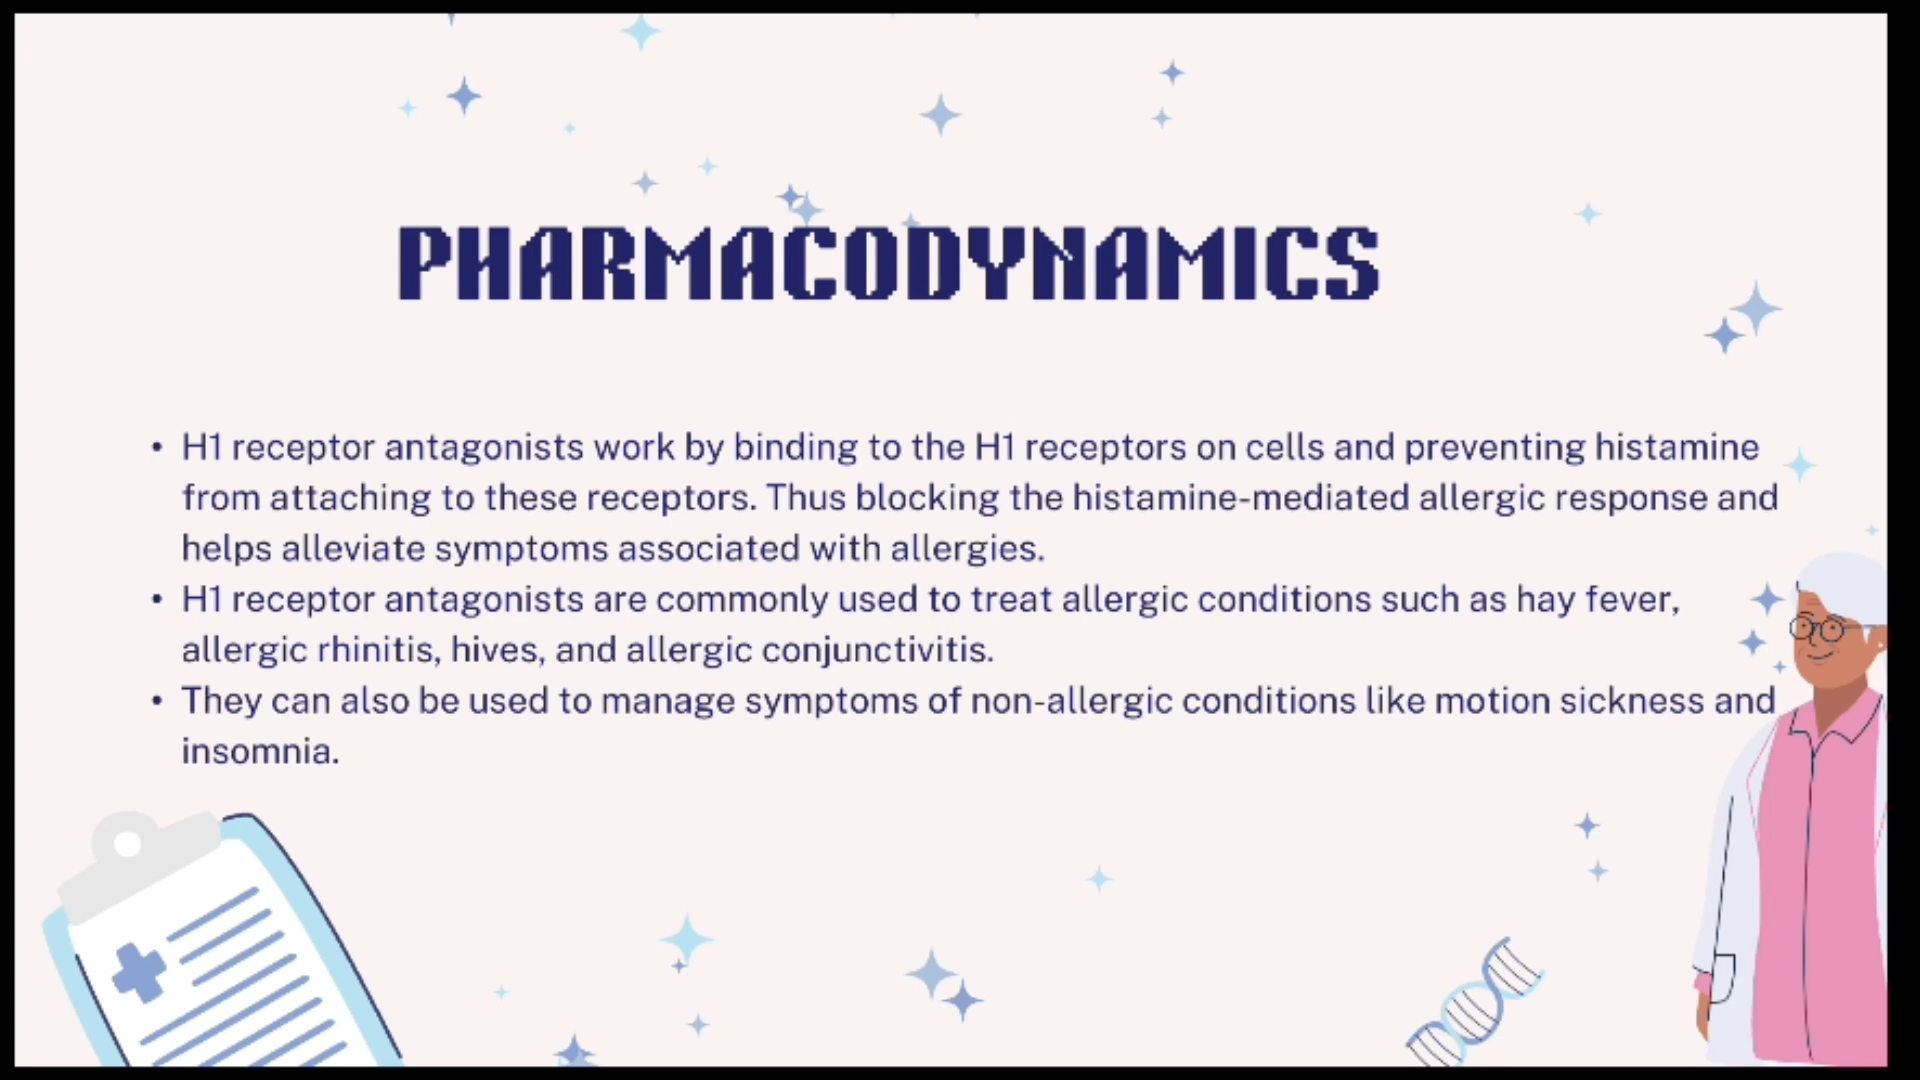 PHARMACODYNAMICS
• H1 receptor antagonists work by binding to the H1 receptors on cells and preventing histamine
from attaching to these receptors. Thus blocking the histamine-mediated allergic response and
helps alleviate symptoms associated with allergies.
• H1 receptor antagonists are commonly used to treat allergic conditions such as hay fever,
allergic rhinitis, hives, and allergic conjunctivitis.
• They can also be used to manage symptoms of non-allergic conditions like motion sickness and
insomnia.